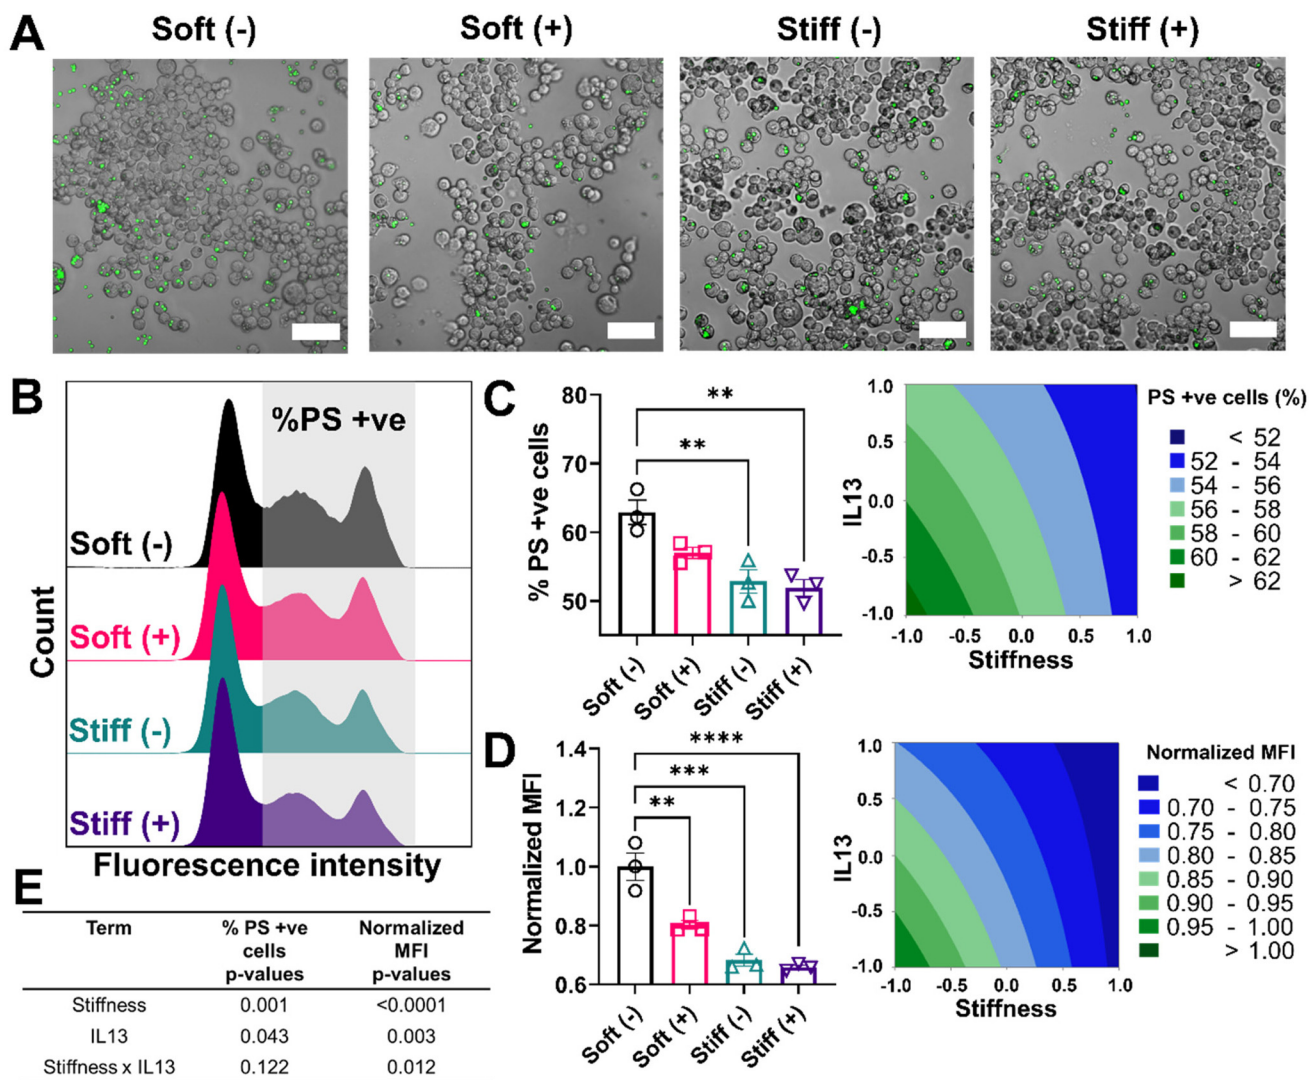 A
Soft (-)
Soft (+)
Stiff (-)
Stiff (+)
B
%PS +ve
Soft (-)
Soft (+)
Stiff (-)
Stiff (+)
Count
Fluorescence intensity
C
% PS +ve cells
80
70
60
50
**
**
Soft (-)
Soft (+)
Stiff (-)
Stiff (+)
IL13
1.0
0.5
0.0
-0.5
-1.0
-1.0 -0.5 0.0 0.5 1.0
Stiffness
PS +ve cells (%)
< 52
52 - 54
54 - 56
56 - 58
58 - 60
60 - 62
> 62
D
Normalized MFI
1.4
1.2
1.0
0.8
0.6
****
***
**
Soft (-)
Soft (+)
Stiff (-)
Stiff (+)
IL13
1.0
0.5
0.0
-0.5
-1.0
-1.0 -0.5 0.0 0.5 1.0
Stiffness
Normalized MFI
< 0.70
0.70 - 0.75
0.75 - 0.80
0.80 - 0.85
0.85 - 0.90
0.90 - 0.95
0.95 - 1.00
> 1.00
E
Term % PS +ve Normalized
cells MFI
p-values p-values
Stiffness 0.001 <0.0001
IL13 0.043 0.003
Stiffness x IL13 0.122 0.012